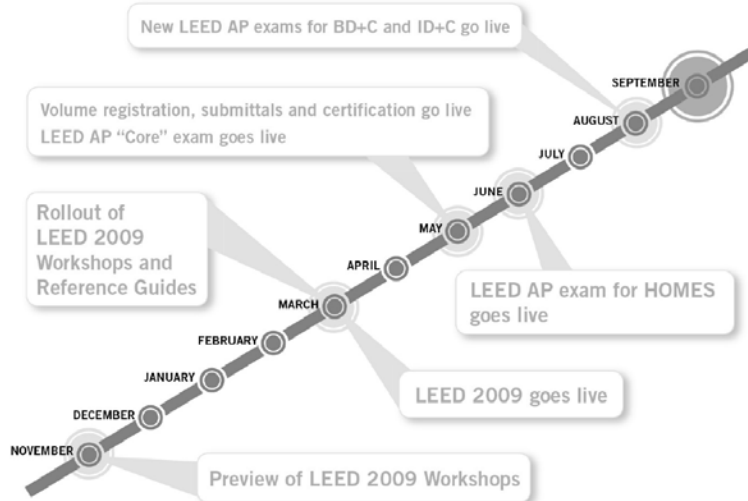 New LEED AP exams for BD+C and ID+C go live
SEPTEMBER
Volume registration, submittals and certification go live
LEED AP “Core” exam goes live
AUGUST
JULY
JUNE
Rollout of
LEED 2009
Workshops and
Reference Guides
MAY
APRIL
LEED AP exam for HOMES
goes live
MARCH
FEBRUARY
JANUARY
LEED 2009 goes live
DECEMBER
NOVEMBER
Preview of LEED 2009 Workshops